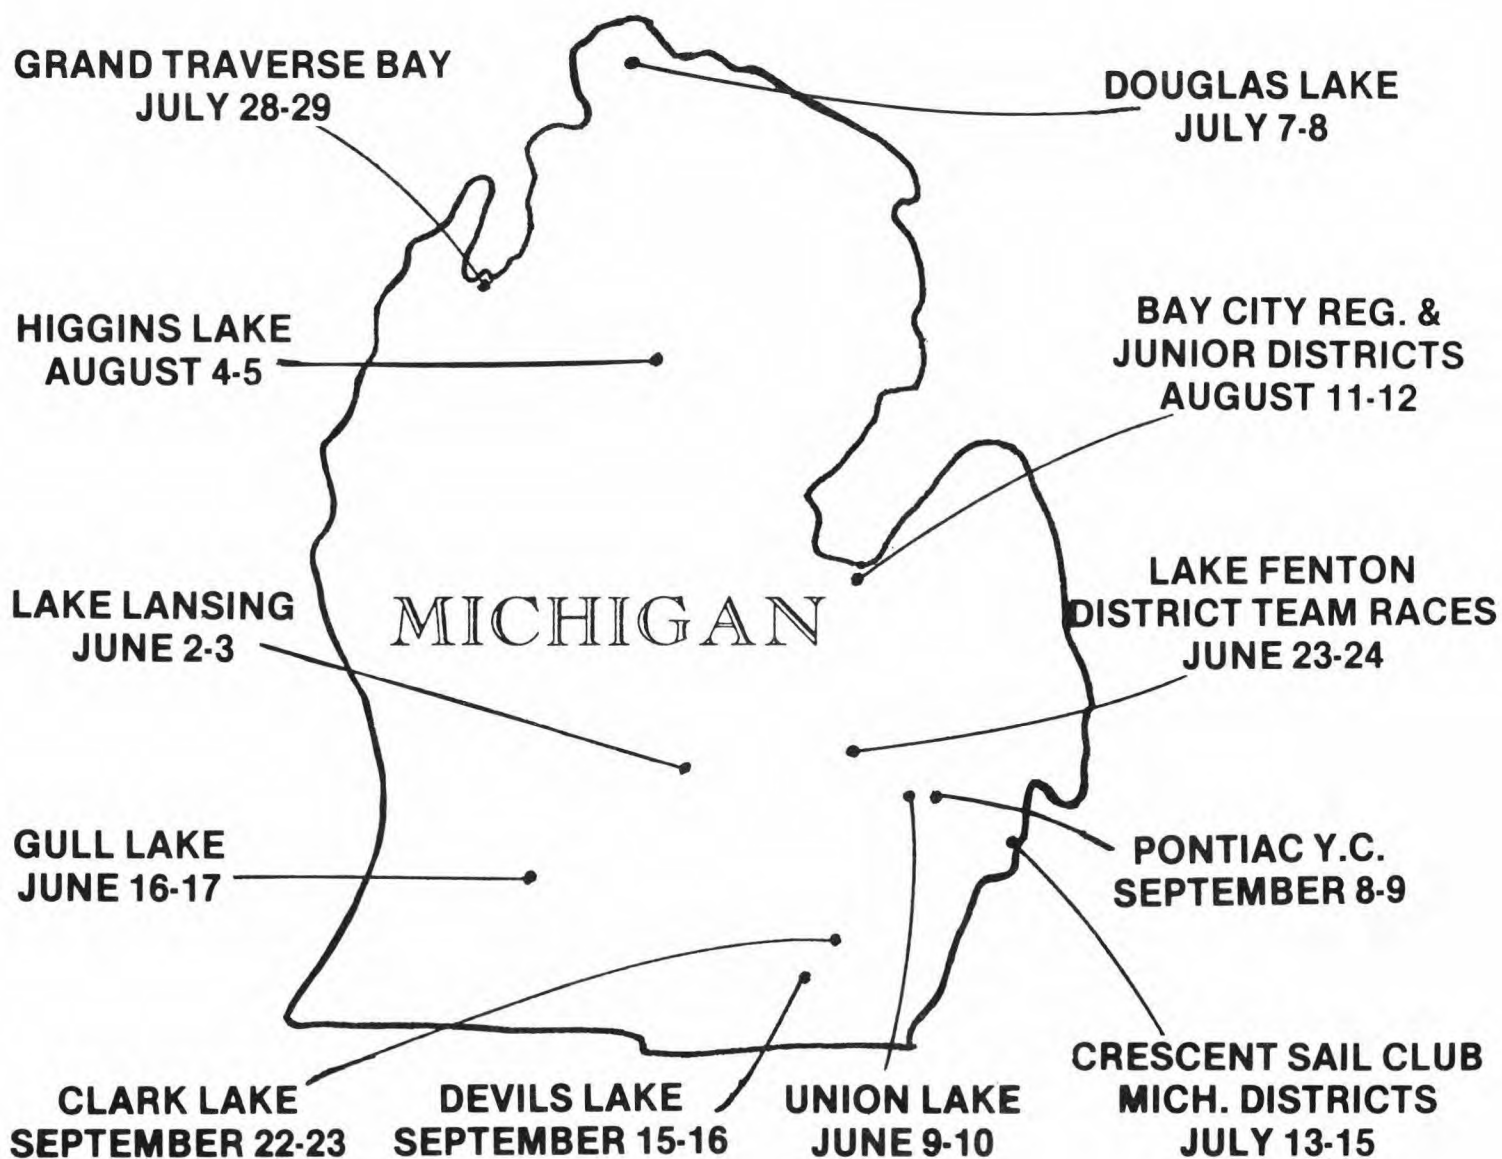 GRAND TRAVERSE BAY
JULY 28-29
DOUGLAS LAKE
JULY 7-8
HIGGINS LAKE
AUGUST 4-5
BAY CITY REG. &
JUNIOR DISTRICTS
AUGUST 11-12
LAKE LANSING
JUNE 2-3
MICHIGAN
LAKE FENTON
DISTRICT TEAM RACES
JUNE 23-24
GULL LAKE
JUNE 16-17
PONTIAC Y.C.
SEPTEMBER 8-9
CLARK LAKE
SEPTEMBER 22-23
DEVILS LAKE
SEPTEMBER 15-16
UNION LAKE
JUNE 9-10
CRESCENT SAIL CLUB
MICH. DISTRICTS
JULY 13-15